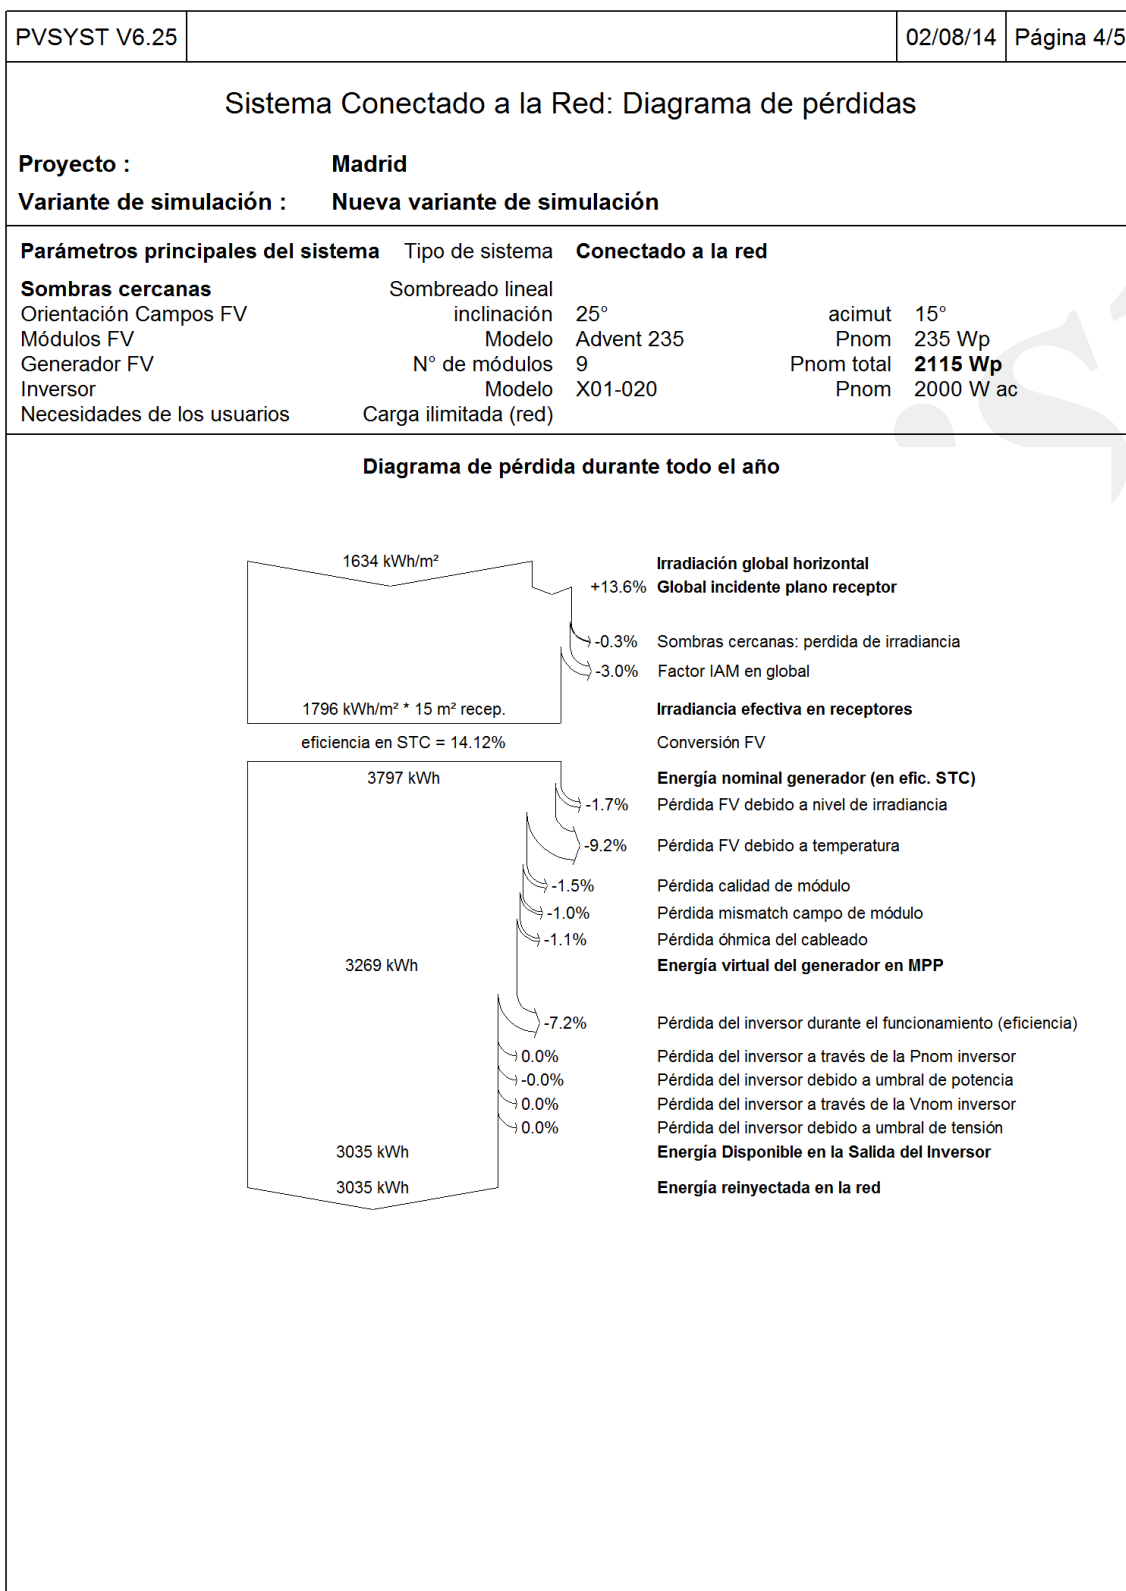 PVSYST V6.25 02/08/14 Página 4/5
Sistema Conectado a la Red: Diagrama de pérdidas
Proyecto : Madrid
Variante de simulación : Nueva variante de simulación
Parámetros principales del sistema Tipo de sistema Conectado a la red
Sombras cercanas Sombreado lineal
Orientación Campos FV inclinación 25° acimut 15°
Módulos FV Modelo Advent 235 Pnom 235 Wp
Generador FV N° de módulos 9 Pnom total 2115 Wp
Inversor Modelo X01-020 Pnom 2000 W ac
Necesidades de los usuarios Carga ilimitada (red)
Diagrama de pérdida durante todo el año
1634 kWh/m² Irradiación global horizontal
+13.6% Global incidente plano receptor
-0.3% Sombras cercanas: perdida de irradiancia
-3.0% Factor IAM en global
1796 kWh/m² * 15 m² recep. Irradiancia efectiva en receptores
eficiencia en STC = 14.12% Conversión FV
3797 kWh Energía nominal generador (en efic. STC)
-1.7% Pérdida FV debido a nivel de irradiancia
-9.2% Pérdida FV debido a temperatura
-1.5% Pérdida calidad de módulo
-1.0% Pérdida mismatch campo de módulo
-1.1% Pérdida óhmica del cableado
3269 kWh Energía virtual del generador en MPP
-7.2% Pérdida del inversor durante el funcionamiento (eficiencia)
0.0% Pérdida del inversor a través de la Pnom inversor
-0.0% Pérdida del inversor debido a umbral de potencia
0.0% Pérdida del inversor a través de la Vnom inversor
0.0% Pérdida del inversor debido a umbral de tensión
3035 kWh Energía Disponible en la Salida del Inversor
3035 kWh Energía reinyectada en la red